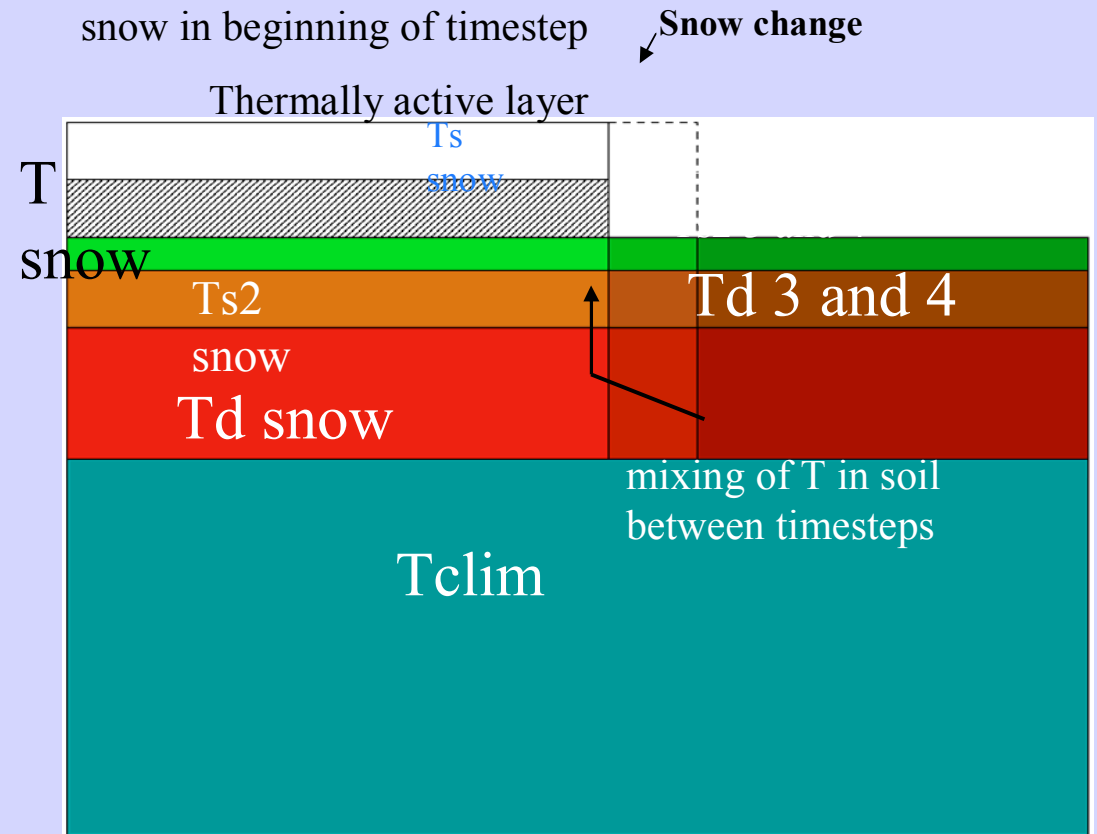 snow in beginning of timestep
Snow change
Thermally active layer
Ts
snow
T
snow
Ts2
snow
Td 3 and 4
Td snow
mixing of T in soil
between timesteps
Tclim